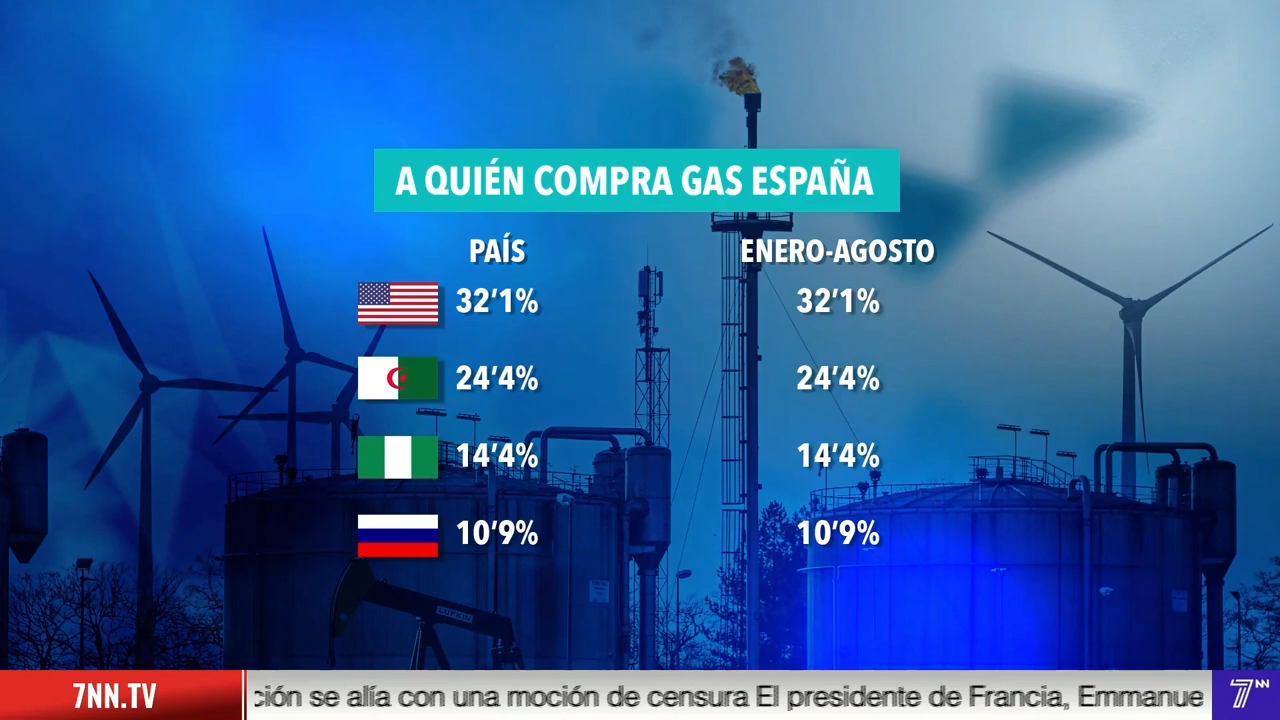 A QUIÉN COMPRA GAS ESPAÑA
PAÍS ENERO-AGOSTO
32'1% 32'1%
24'4% 24'4%
14'4% 14'4%
10'9% 10'9%
LUFKIN
7NN.TV
ción se alía con una moción de censura El presidente de Francia, Emmanue
7NN